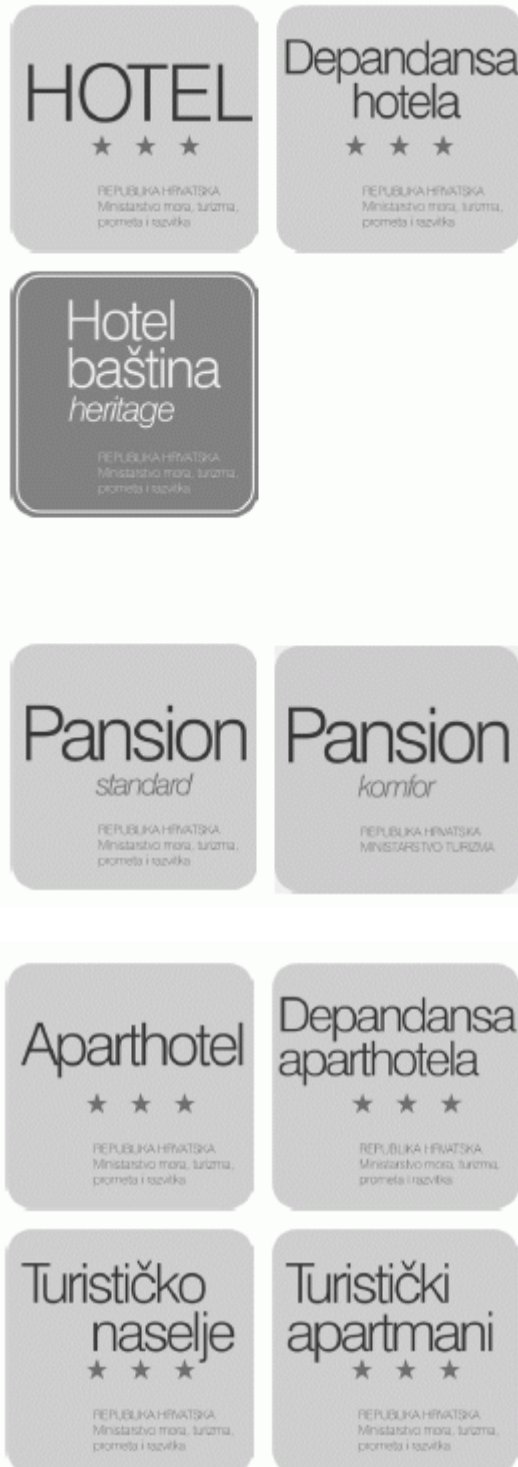 HOTEL
★ ★ ★
REPUBLIKA HRVATSKA
Ministarstvo mora, turizma,
prometa i razvitka
Depandansa
hotela
★ ★ ★
REPUBLIKA HRVATSKA
Ministarstvo mora, turizma,
prometa i razvitka
Hotel
baština
heritage
REPUBLIKA HRVATSKA
Ministarstvo mora, turizma,
prometa i razvitka
Pansion
standard
REPUBLIKA HRVATSKA
Ministarstvo mora, turizma,
prometa i razvitka
Pansion
komfor
REPUBLIKA HRVATSKA
MINISTARSTVO TURIZMA
Aparthotel
★ ★ ★
REPUBLIKA HRVATSKA
Ministarstvo mora, turizma,
prometa i razvitka
Depandansa
aparthotela
★ ★ ★
REPUBLIKA HRVATSKA
Ministarstvo mora, turizma,
prometa i razvitka
Turističko
naselje
★ ★ ★
REPUBLIKA HRVATSKA
Ministarstvo mora, turizma,
prometa i razvitka
Turistički
apartmani
★ ★ ★
REPUBLIKA HRVATSKA
Ministarstvo mora, turizma,
prometa i razvitka